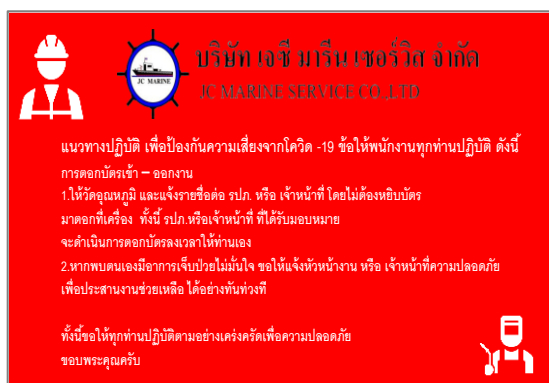 บริษัท เจซี มารีน เซอร์วิส จำกัด
JC MARINE SERVICE CO.,LTD
JC MARINE
แนวทางปฏิบัติ เพื่อป้องกันความเสี่ยงจากโควิด -19 ข้อให้พนักงานทุกท่านปฏิบัติ ดังนี้
การตอกบัตรเข้า – ออกงาน
1.ให้วัดอุณหภูมิ และแจ้งรายชื่อต่อ รปภ. หรือ เจ้าหน้าที่ โดยไม่ต้องหยิบบัตร
มาตอกที่เครื่อง ทั้งนี้ รปภ.หรือเจ้าหน้าที่ ที่ได้รับมอบหมาย
จะดำเนินการตอกบัตรลงเวลาให้ท่านเอง
2.หากพบตนเองมีอาการเจ็บป่วยไม่มั่นใจ ขอให้แจ้งหัวหน้างาน หรือ เจ้าหน้าที่ความปลอดภัย
เพื่อประสานงานช่วยเหลือ ได้อย่างทันท่วงที
ทั้งนี้ขอให้ทุกท่านปฏิบัติตามอย่างเคร่งครัดเพื่อความปลอดภัย
ขอบพระคุณครับ